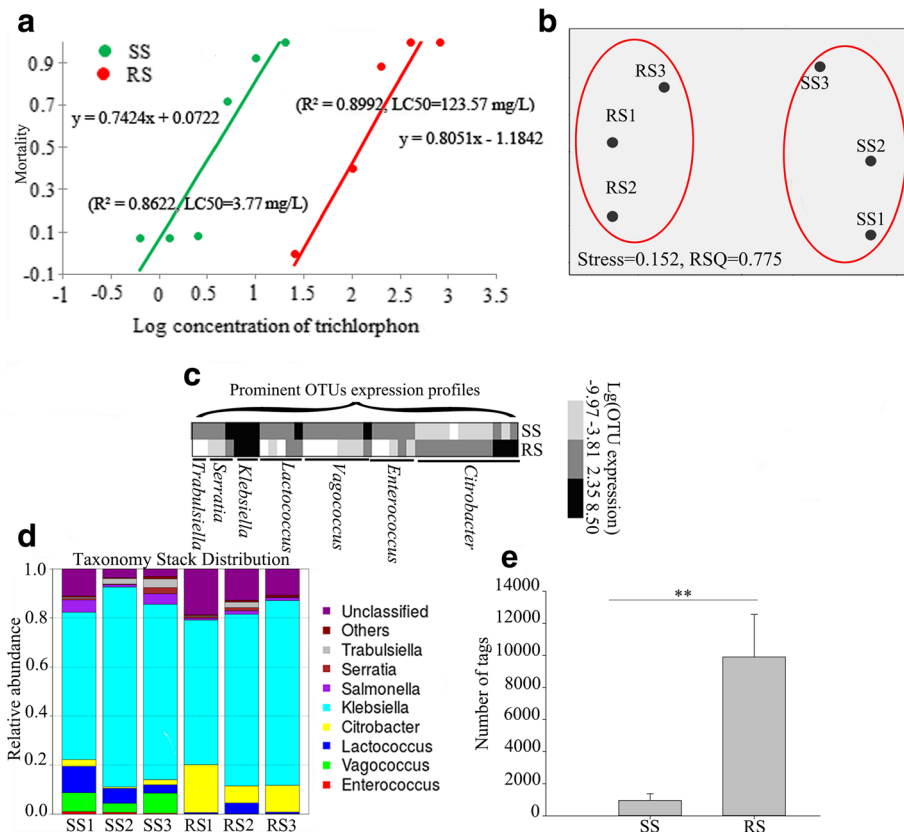 a
SS
RS
0.9
0.7
0.5
0.3
0.1
-0.1
Mortality
y = 0.7424x + 0.0722
(R² = 0.8992, LC50=123.57 mg/L)
y = 0.8051x - 1.1842
(R² = 0.8622, LC50=3.77 mg/L)
-1 -0.5 0 0.5 1 1.5 2 2.5 3 3.5
Log concentration of trichlorphon
b
RS3
SS3
RS1
SS2
RS2
SS1
Stress=0.152, RSQ=0.775
c
Prominent OTUs expression profiles
SS
RS
Trabulsiella
Serratia
Klebsiella
Lactococcus
Vagococcus
Enterococcus
Citrobacter
-9.97 -3.81 2.35 8.50
Lg(OTU expression)
d
Taxonomy Stack Distribution
1.0
0.8
0.6
0.4
0.2
0.0
Relative abundance
SS1 SS2 SS3 RS1 RS2 RS3
Unclassified
Others
Trabulsiella
Serratia
Salmonella
Klebsiella
Citrobacter
Lactococcus
Vagococcus
Enterococcus
e
14000
12000
10000
8000
6000
4000
2000
0
Number of tags
**
SS RS